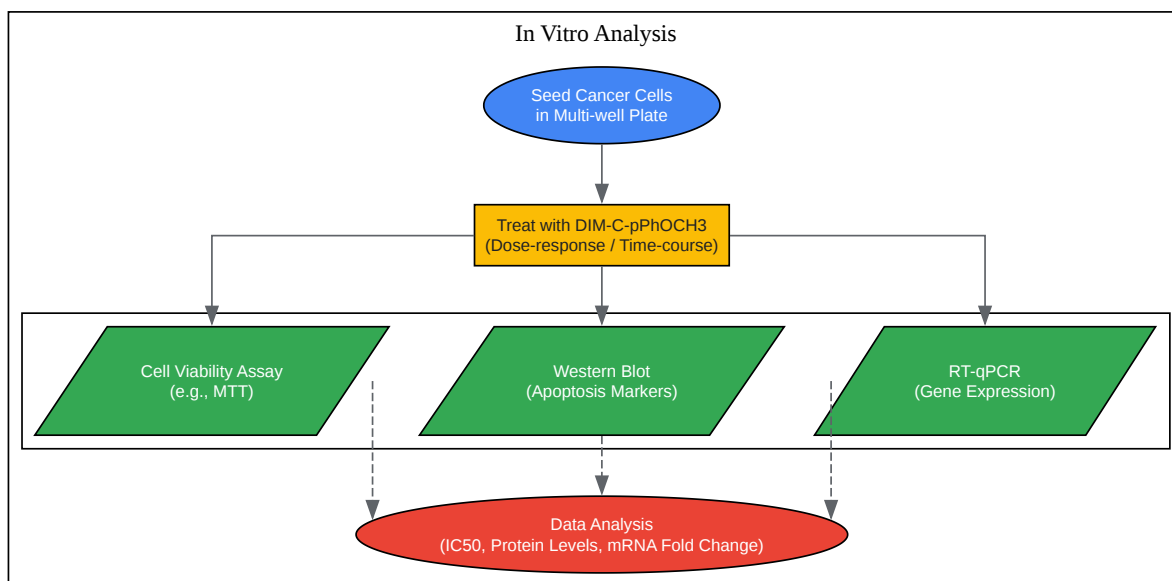 In Vitro Analysis
Seed Cancer Cells
in Multi-well Plate
Treat with DIM-C-pPhOCH3
(Dose-response / Time-course)
Cell Viability Assay
(e.g., MTT)
Western Blot
(Apoptosis Markers)
RT-qPCR
(Gene Expression)
Data Analysis
(IC50, Protein Levels, mRNA Fold Change)